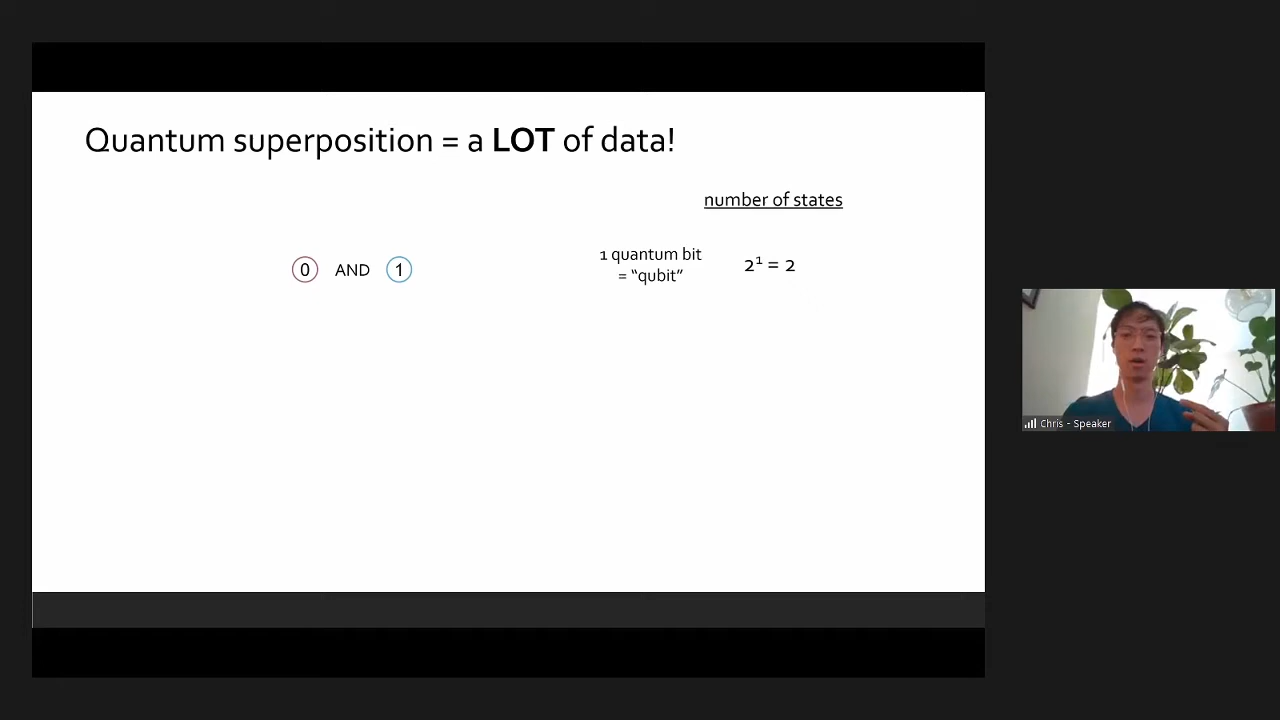 Quantum superposition = a LOT of data!
number of states
0 AND 1
1 quantum bit
= “qubit”
2¹ = 2
Chris - Speaker